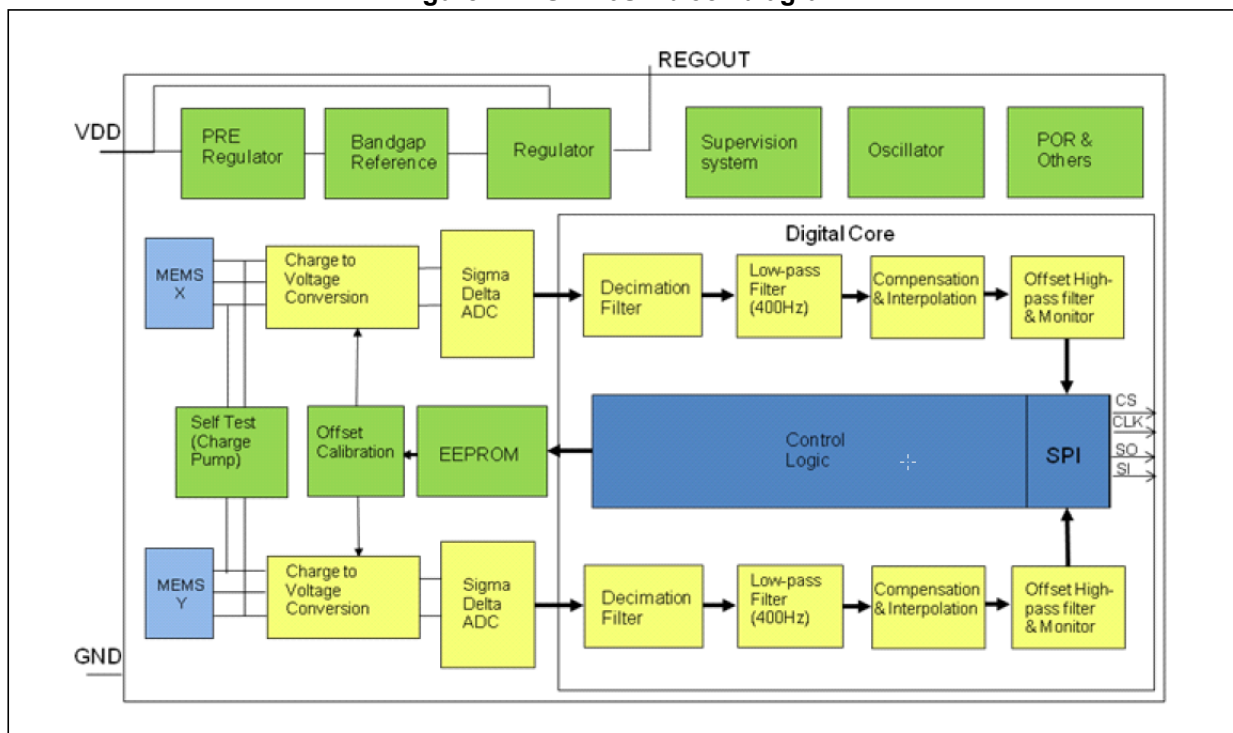 REGOUT
VDD
PRE
Regulator
Bandgap
Reference
Regulator
Supervision
system
Oscillator
POR &
Others
Digital Core
MEMS
X
Charge to
Voltage
Conversion
Sigma
Delta
ADC
Decimation
Filter
Low-pass
Filter
(400Hz)
Compensation
& Interpolation
Offset High-
pass filter
& Monitor
Self Test
(Charge
Pump)
Offset
Calibration
EEPROM
Control
Logic
SPI
CS
CLK
SO
SI
MEMS
Y
Charge to
Voltage
Conversion
Sigma
Delta
ADC
Decimation
Filter
Low-pass
Filter
(400Hz)
Compensation
& Interpolation
Offset High-
pass filter
& Monitor
GND